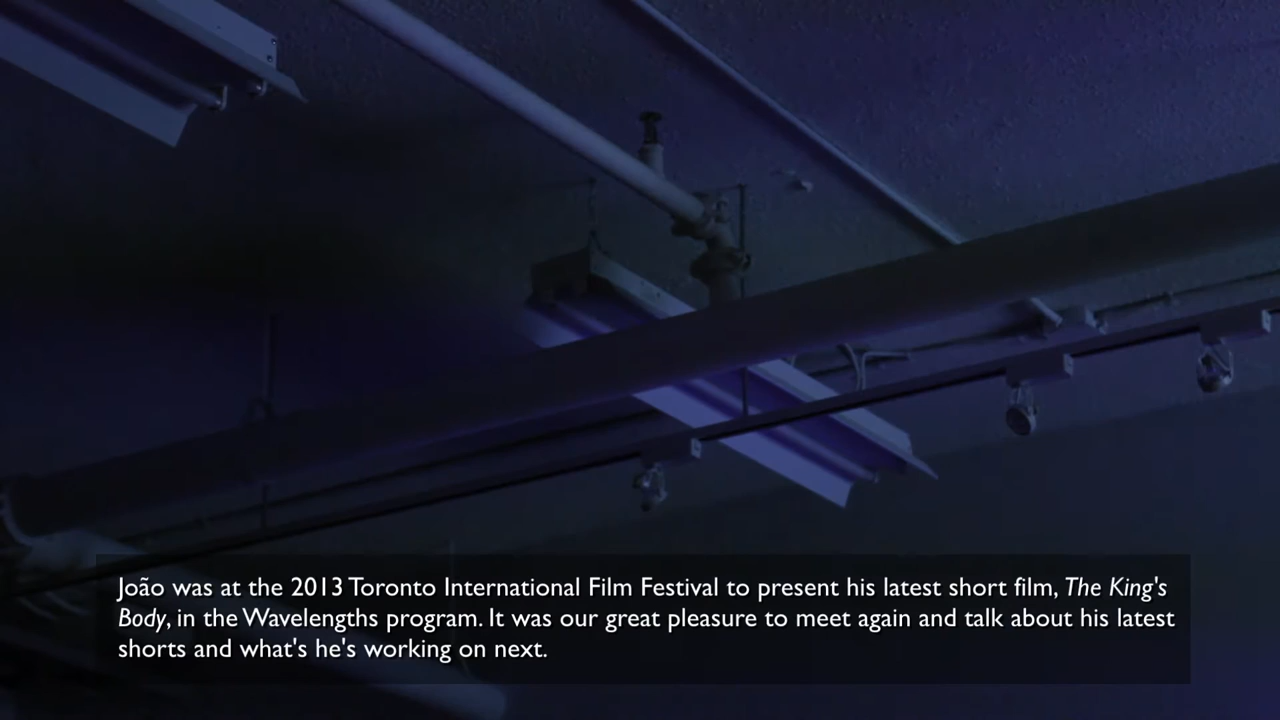 João was at the 2013 Toronto International Film Festival to present his latest short film, The King's
Body, in the Wavelengths program. It was our great pleasure to meet again and talk about his latest
shorts and what's he's working on next.